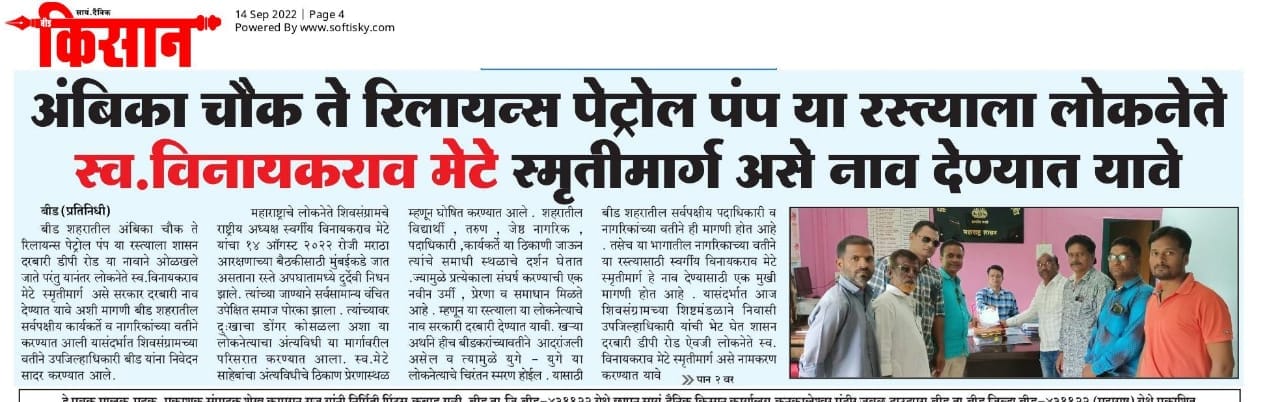 सायं.दैनिक
बीड
किसान
14 Sep 2022 | Page 4
Powered By www.softisky.com
अंबिका चौक ते रिलायन्स पेट्रोल पंप या रस्त्याला लोकनेते
स्व.विनायकराव मेटे स्मृतीमार्ग असे नाव देण्यात यावे
बीड (प्रतिनिधी)
बीड शहरातील अंबिका चौक ते
रिलायन्स पेट्रोल पंप या रस्त्याला शासन
दरबारी डीपी रोड या नावाने ओळखले
जाते परंतु यानंतर लोकनेते स्व.विनायकराव
मेटे स्मृतीमार्ग असे सरकार दरबारी नाव
देण्यात यावे अशी मागणी बीड शहरातील
सर्वपक्षीय कार्यकर्ते व नागरिकांच्या वतीने
करण्यात आली यासंदर्भात शिवसंग्रामच्या
वतीने उपजिल्हाधिकारी बीड यांना निवेदन
सादर करण्यात आले.
महाराष्ट्राचे लोकनेते शिवसंग्रामचे
राष्ट्रीय अध्यक्ष स्वर्गीय विनायकराव मेटे
यांचा १४ ऑगस्ट २०२२ रोजी मराठा
आरक्षणाच्या बैठकीसाठी मुंबईकडे जात
असताना रस्ते अपघातामध्ये दुर्दैवी निधन
झाले. त्यांच्या जाण्याने सर्वसामान्य वंचित
उपेक्षित समाज पोरका झाला . त्यांच्यावर
दुःखाचा डोंगर कोसळला अशा या
लोकनेत्याचा अंत्यविधी या मार्गावरील
परिसरात करण्यात आला. स्व.मेटे
साहेबांचा अंत्यविधीचे ठिकाण प्रेरणास्थळ
म्हणून घोषित करण्यात आले . शहरातील
विद्यार्थी , तरुण , जेष्ठ नागरिक ,
पदाधिकारी ,कार्यकर्ते या ठिकाणी जाऊन
त्यांचे समाधी स्थळाचे दर्शन घेतात
.ज्यामुळे प्रत्येकाला संघर्ष करण्याची एक
नवीन उर्मी , प्रेरणा व समाधान मिळते
आहे . म्हणून या रस्त्याला या लोकनेत्याचे
नाव सरकारी दरबारी देण्यात यावी. खऱ्या
अर्थाने हीच बीडकरांच्यावतीने आदरांजली
असेल व त्यामुळे युगे – युगे या
लोकनेत्याचे चिरंतन स्मरण होईल . यासाठी
बीड शहरातील सर्वपक्षीय पदाधिकारी व
नागरिकांच्या वतीने ही मागणी होत आहे
. तसेच या भागातील नागरिकाच्या वतीने
या रस्त्यासाठी स्वर्गीय विनायकराव मेटे
स्मृतीमार्ग हे नाव देण्यासाठी एक मुखी
मागणी होत आहे . यासंदर्भात आज
शिवसंग्रामच्या शिष्टमंडळाने निवासी
उपजिल्हाधिकारी यांची भेट घेत शासन
दरबारी डीपी रोड ऐवजी लोकनेते स्व.
विनायकराव मेटे स्मृतीमार्ग असे नामकरण
करण्यात यावे
पान २ वर
महाराष्ट्र शासन